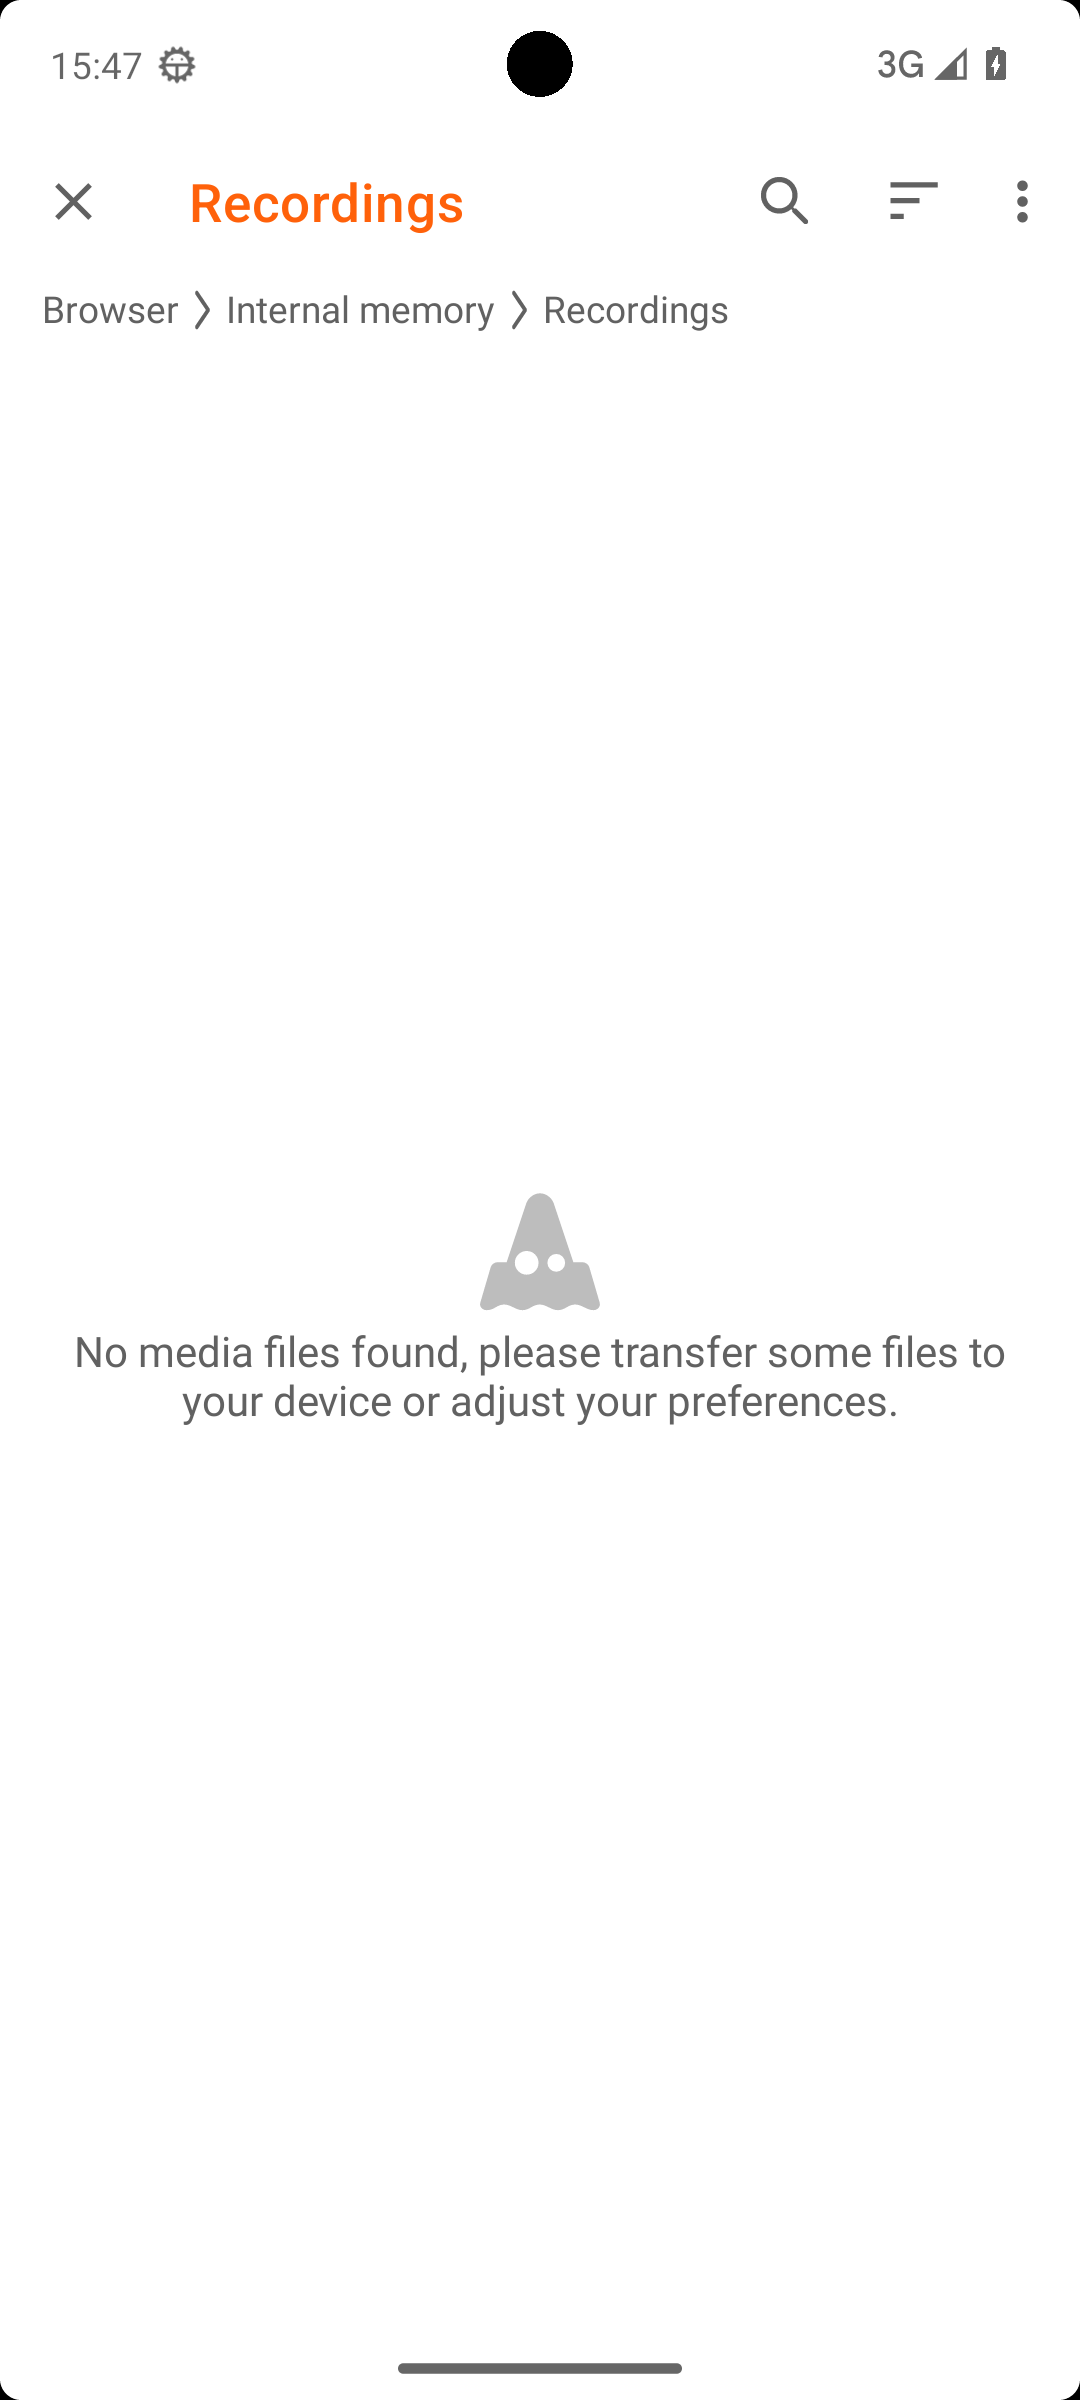 15:47
3G
Recordings
Browser Internal memory Recordings
No media files found, please transfer some files to
your device or adjust your preferences.